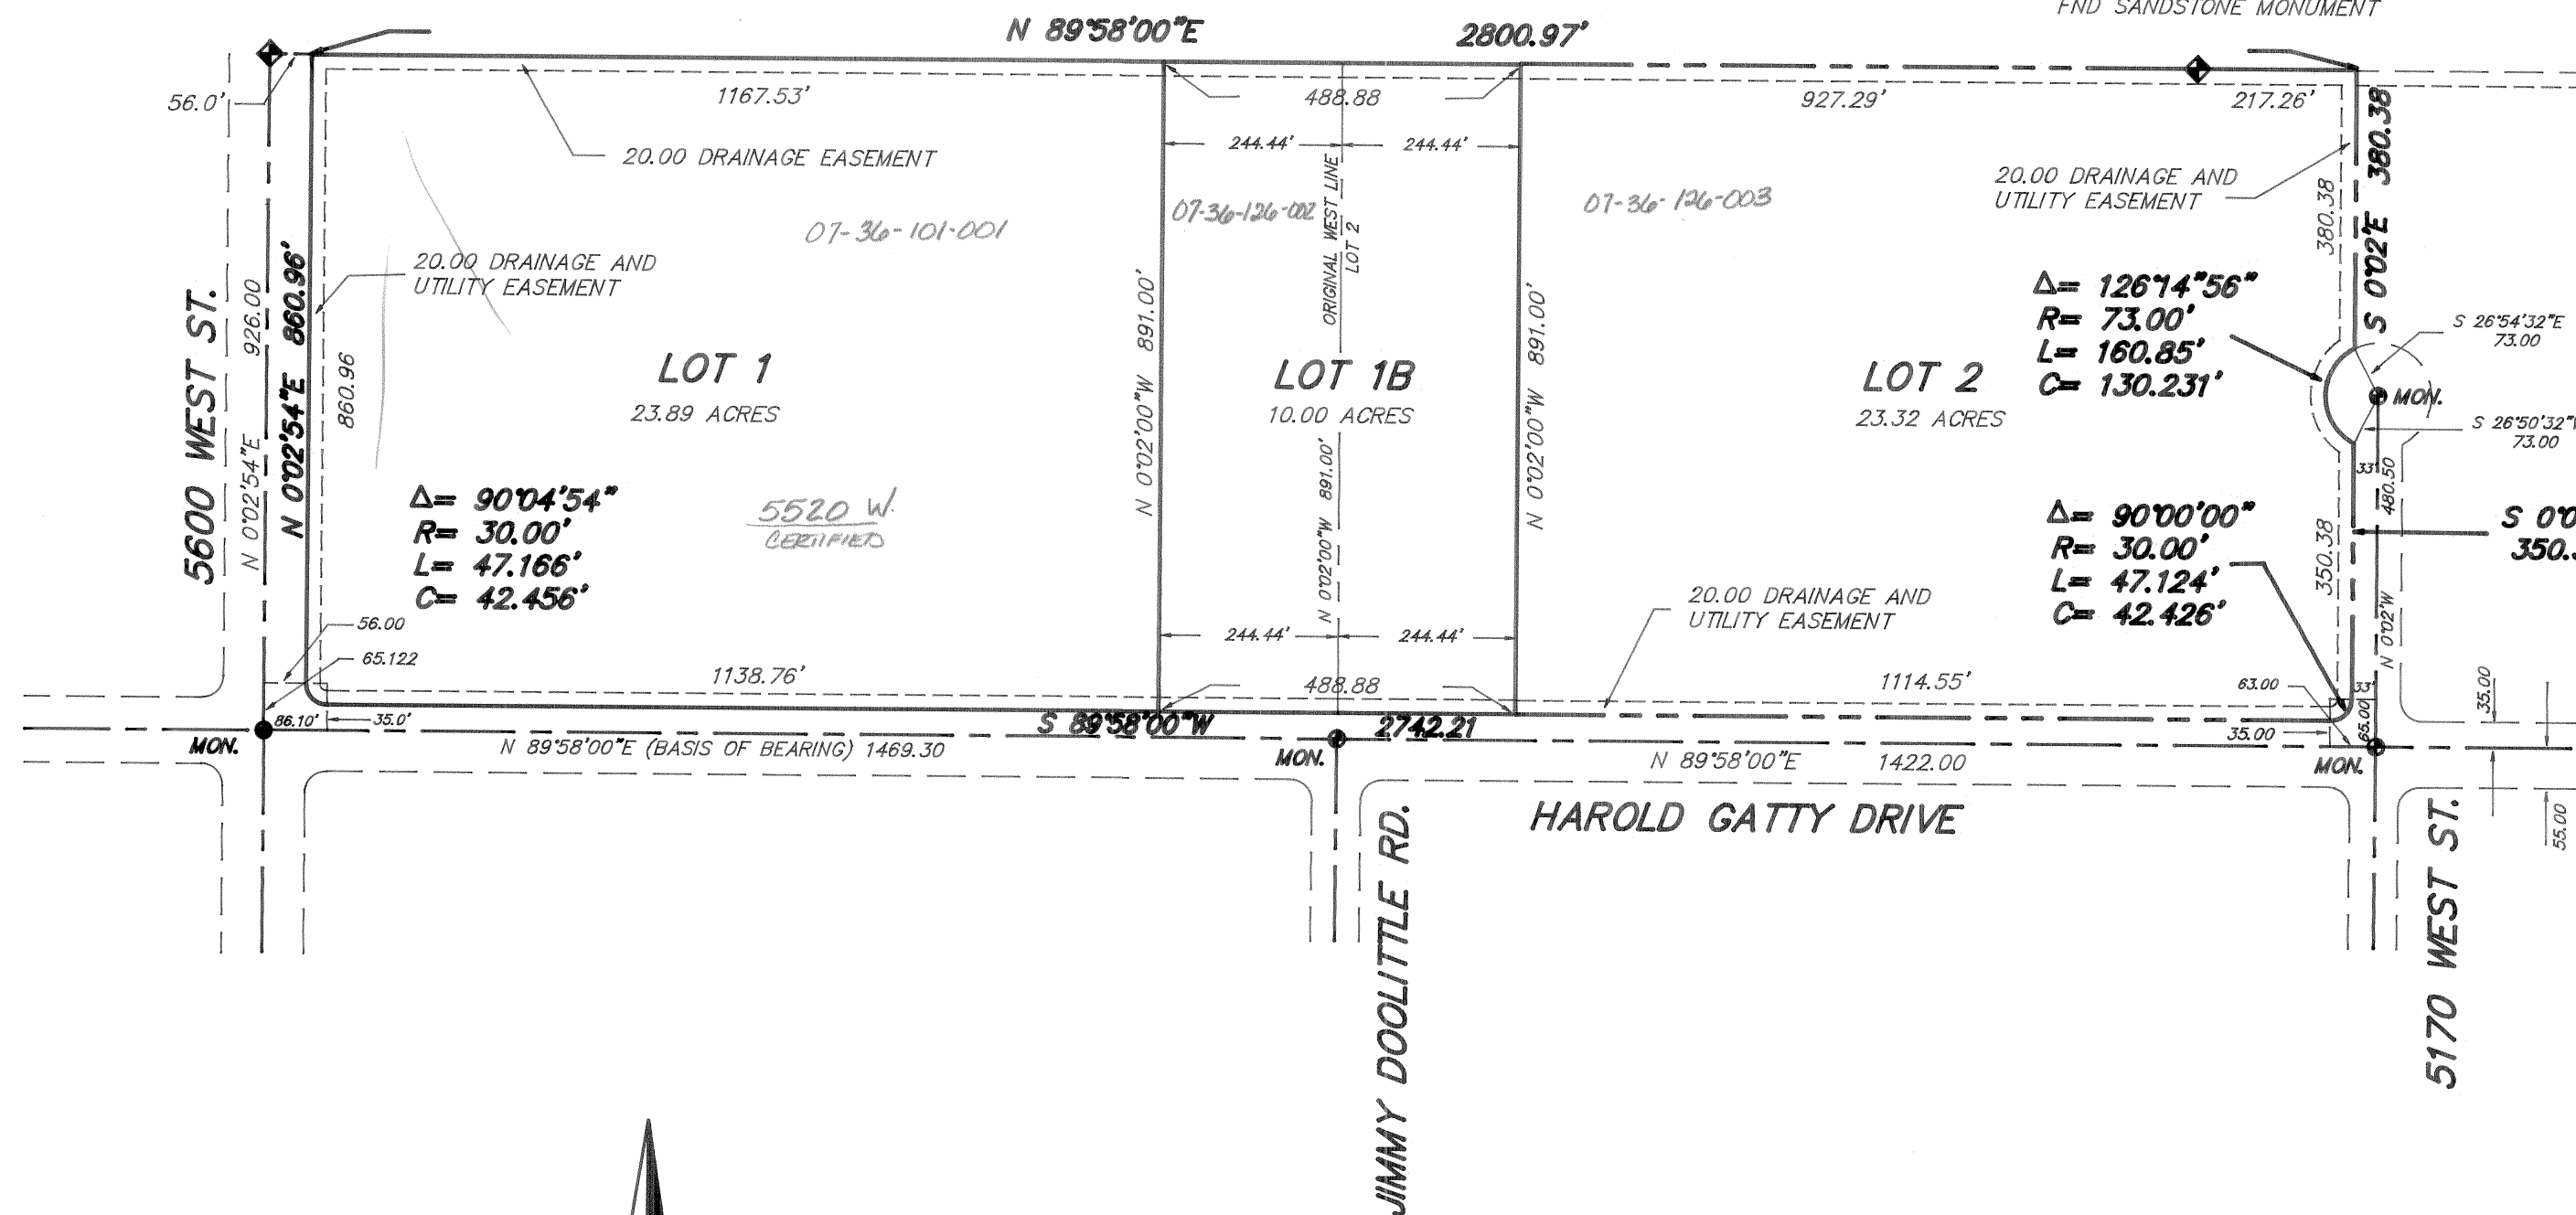 FND SANDSTONE MONUMENT
N 89°58'00"E 2800.97'
56.0'
1167.53'
488.88
927.29'
217.26'
244.44' 244.44'
20.00 DRAINAGE EASEMENT
20.00 DRAINAGE AND
UTILITY EASEMENT
07-36-101-001
07-36-126-002
07-36-126-003
ORIGINAL WEST LINE
LOT 2
380.38
S 0°02'E 380.38
20.00 DRAINAGE AND
UTILITY EASEMENT
5600 WEST ST.
N 0°02'54"E 926.00
N 0°02'54"E 860.96'
860.96
N 0°02'00"W 891.00'
N 0°02'00"W 891.00'
N 0°02'00"W 891.00'
Δ= 126°14"56"
R= 73.00'
L= 160.85'
C= 130.231'
S 26°54'32"E
73.00
MON.
S 26°50'32"
73.00
LOT 1
23.89 ACRES
LOT 1B
10.00 ACRES
LOT 2
23.32 ACRES
33'
480.50
N 0°02'W
350.38
Δ= 90°04'54"
R= 30.00'
L= 47.166'
C= 42.456'
5520 W.
CERTIFIED
Δ= 90°00'00"
R= 30.00'
L= 47.124'
C= 42.426'
S 0°0
350.
20.00 DRAINAGE AND
UTILITY EASEMENT
56.00
65.122
244.44' 244.44'
1138.76'
488.88
1114.55'
63.00
33'
35.00
65.00
35.00
55.00
86.10' 35.0'
S 89°58'00"W 2742.21
MON.
N 89°58'00"E (BASIS OF BEARING) 1469.30
MON.
N 89°58'00"E 1422.00
MON.
HAROLD GATTY DRIVE
JIMMY DOOLITTLE RD.
5170 WEST ST.